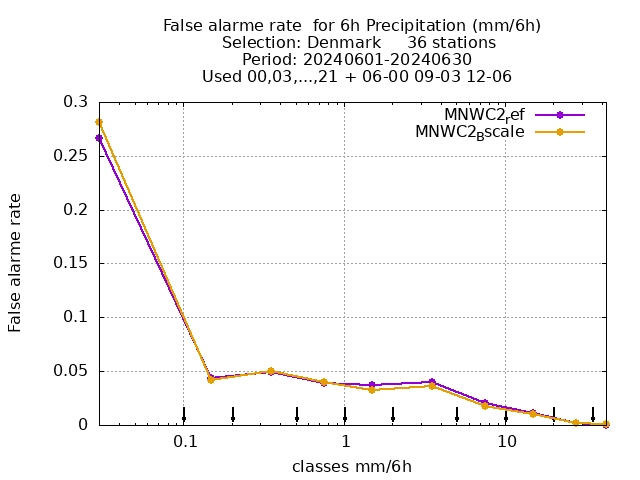 False alarme rate  for 6h Precipitation (mm/6h)
Selection: Denmark     36 stations
Period: 20240601-20240630
Used 00,03,...,21 + 06-00 09-03 12-06
MNWC2ref
MNWC2Bscale
0.3
0.25
0.2
0.15
0.1
0.05
0
False alarme rate
0.1
1
10
classes mm/6h